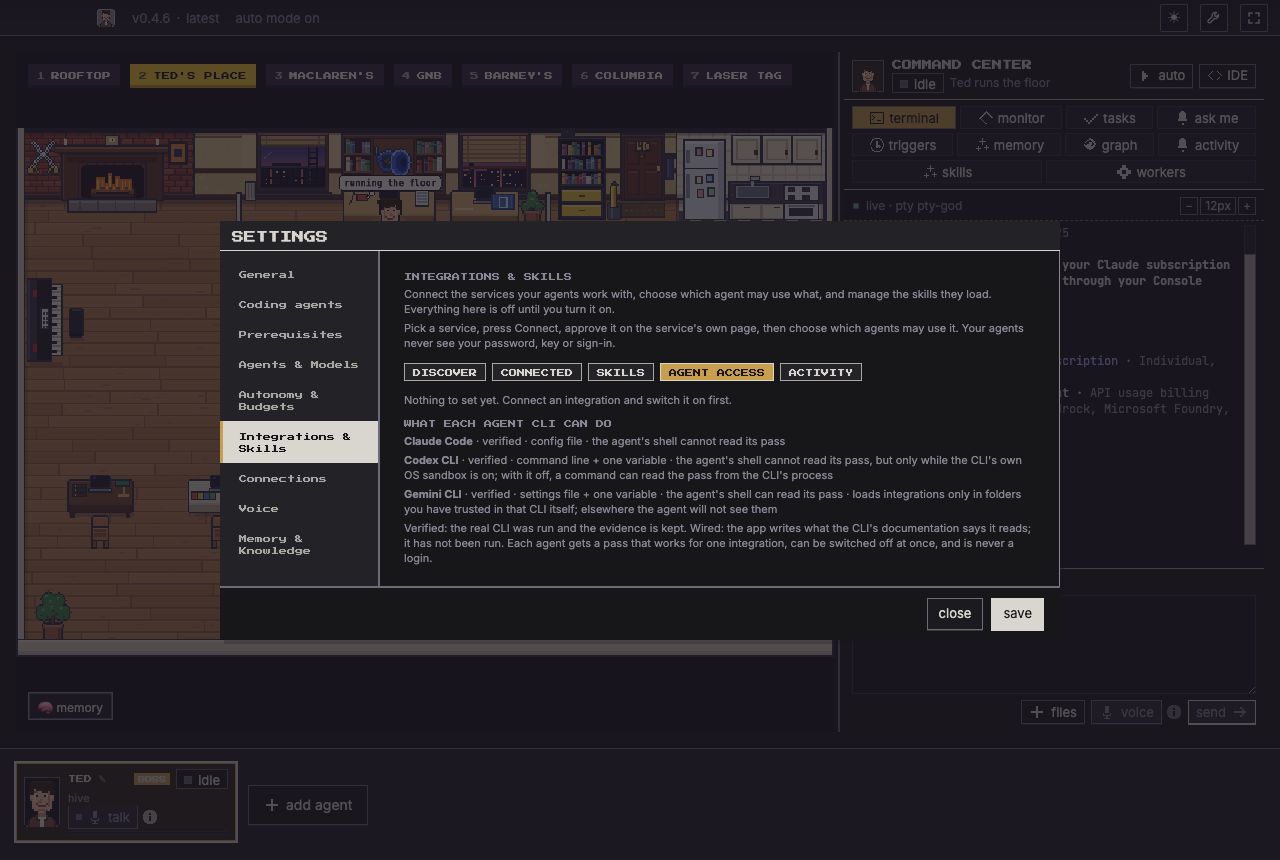 v0.4.6 · latest auto mode on
1 ROOFTOP
2 TED'S PLACE
3 MACLAREN'S
4 GNB
5 BARNEY'S
6 COLUMBIA
7 LASER TAG
running the floor
COMMAND CENTER
Idle
Ted runs the floor
auto
IDE
terminal
monitor
tasks
ask me
triggers
memory
graph
activity
skills
workers
live · pty pty-god
− 12px +
your Claude subscription
through your Console
scription · Individual,
t · API usage billing
rock, Microsoft Foundry,
SETTINGS
General
Coding agents
Prerequisites
Agents & Models
Autonomy &
Budgets
Integrations &
Skills
Connections
Voice
Memory &
Knowledge
INTEGRATIONS & SKILLS
Connect the services your agents work with, choose which agent may use what, and manage the skills they load.
Everything here is off until you turn it on.
Pick a service, press Connect, approve it on the service's own page, then choose which agents may use it. Your agents
never see your password, key or sign-in.
DISCOVER
CONNECTED
SKILLS
AGENT ACCESS
ACTIVITY
Nothing to set yet. Connect an integration and switch it on first.
WHAT EACH AGENT CLI CAN DO
Claude Code · verified · config file · the agent's shell cannot read its pass
Codex CLI · verified · command line + one variable · the agent's shell cannot read its pass, but only while the CLI's own
OS sandbox is on; with it off, a command can read the pass from the CLI's process
Gemini CLI · verified · settings file + one variable · the agent's shell can read its pass · loads integrations only in folders
you have trusted in that CLI itself; elsewhere the agent will not see them
Verified: the real CLI was run and the evidence is kept. Wired: the app writes what the CLI's documentation says it reads;
it has not been run. Each agent gets a pass that works for one integration, can be switched off at once, and is never a
login.
close
save
memory
+ files
voice
send
TED
BOSS
Idle
hive
talk
+ add agent